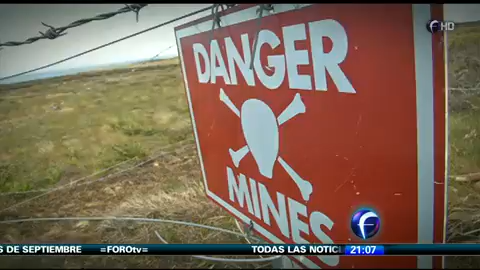 HD
DANGER
MINES
S DE SEPTIEMBRE =FOROtv= TODAS LAS NOTICI
21:07